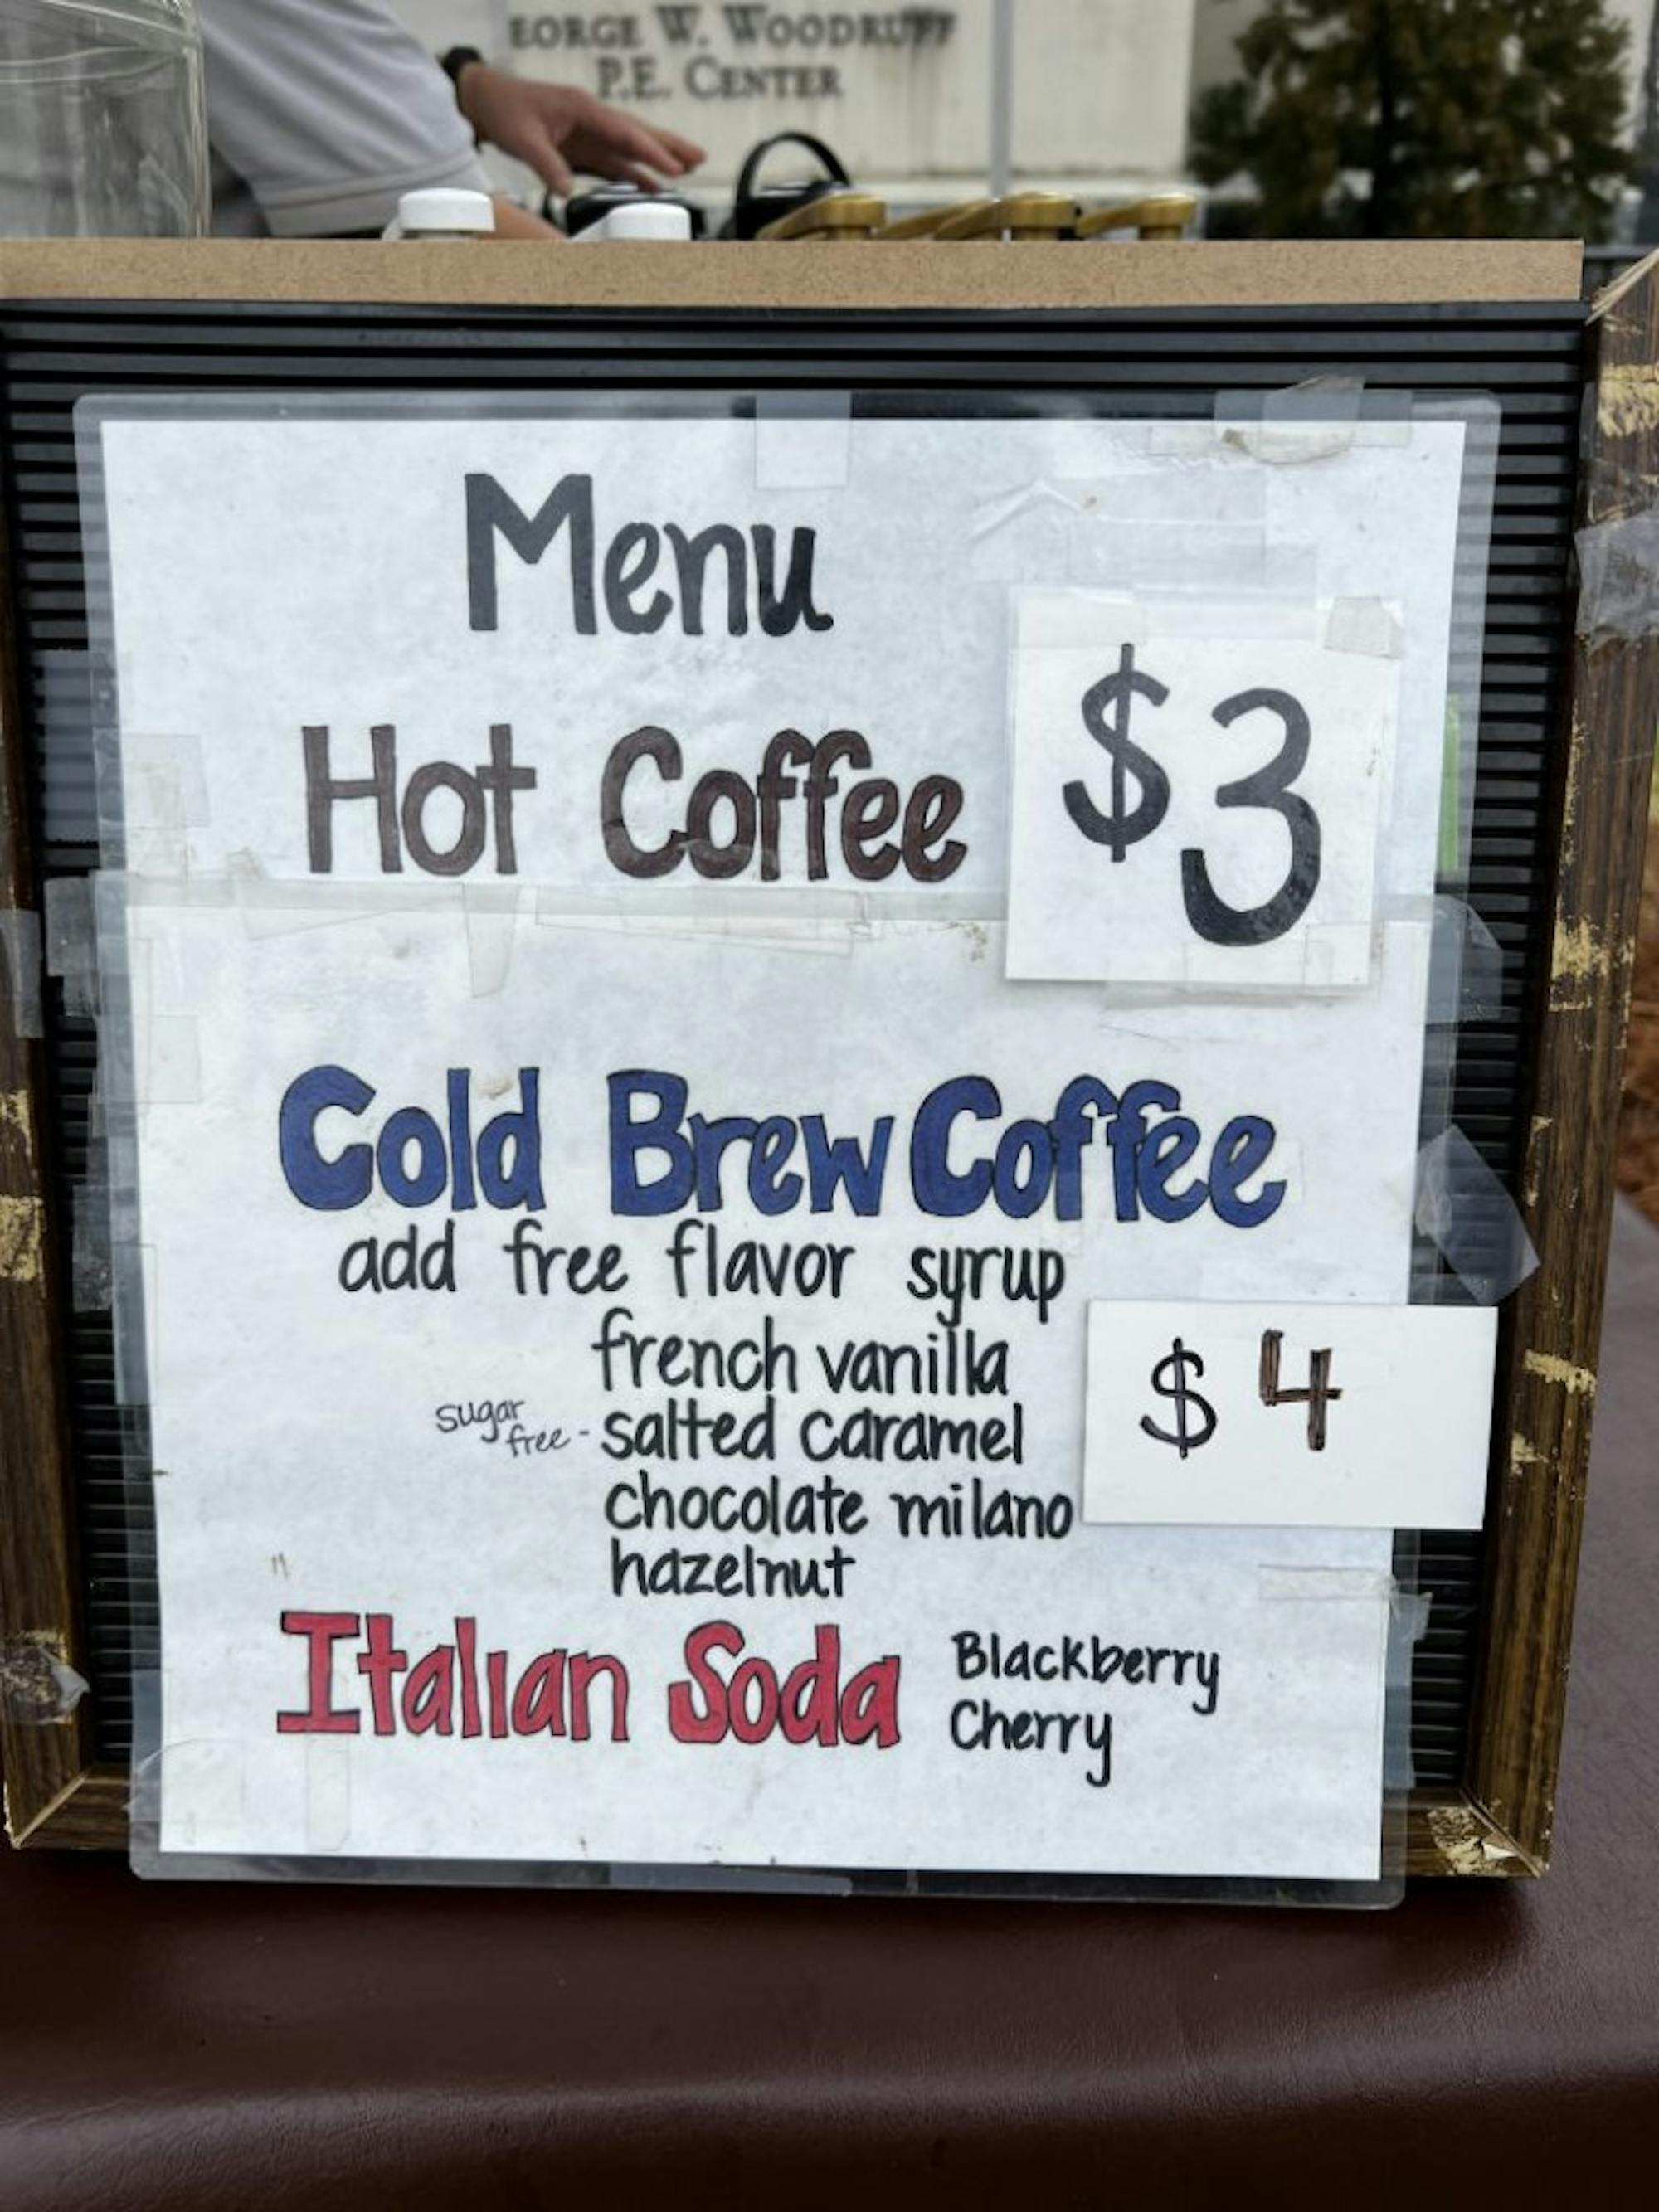 EORGE W. WOODRUFF
P.E. CENTER
Menu
Hot Coffee $3
Cold Brew Coffee
add free flavor syrup
french vanilla
sugar free - salted caramel
$4
chocolate milano
hazelnut
Italian Soda
Blackberry
Cherry